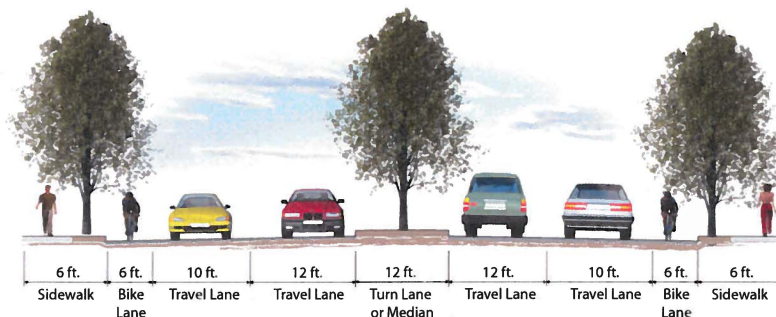 6 ft. 6 ft. 10 ft. 12 ft. 12 ft. 12 ft. 10 ft. 6 ft. 6 ft.
Sidewalk Bike Travel Lane Travel Lane Turn Lane Travel Lane Travel Lane Bike Sidewalk
Lane or Median Lane